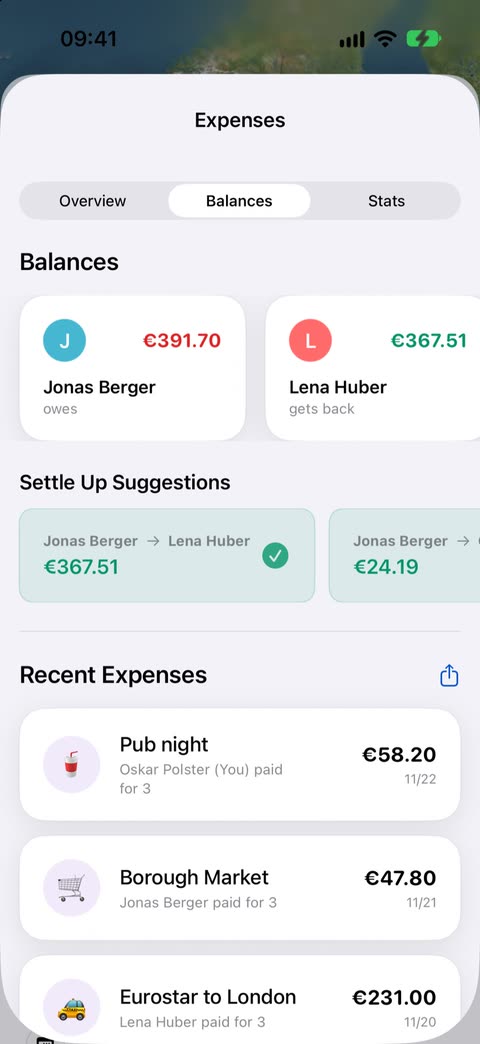 09:41
Expenses
Overview Balances Stats
Balances
J €391.70
Jonas Berger
owes
L €367.51
Lena Huber
gets back
Settle Up Suggestions
Jonas Berger → Lena Huber
€367.51
Jonas Berger →
€24.19
Recent Expenses
Pub night
Oskar Polster (You) paid
for 3
€58.20
11/22
Borough Market
Jonas Berger paid for 3
€47.80
11/21
Eurostar to London
Lena Huber paid for 3
€231.00
11/20